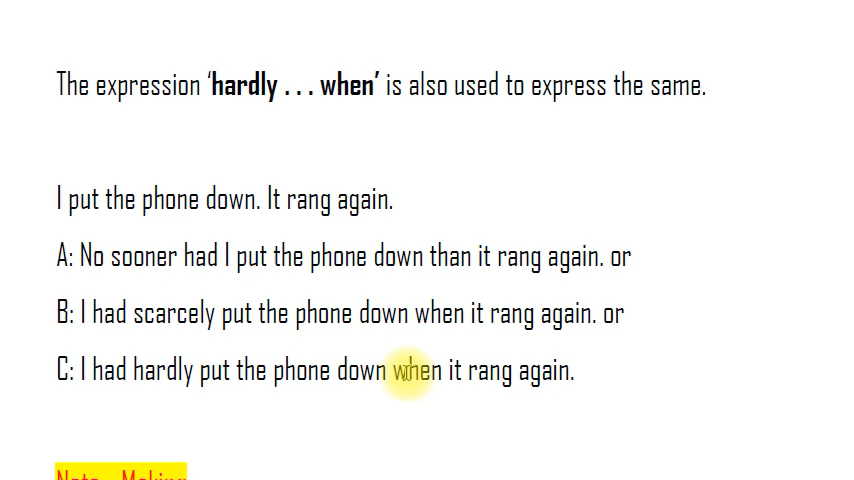 The expression ‘hardly . . . when’ is also used to express the same.
I put the phone down. It rang again.
A: No sooner had I put the phone down than it rang again. or
B: I had scarcely put the phone down when it rang again. or
C: I had hardly put the phone down when it rang again.
Note - Making